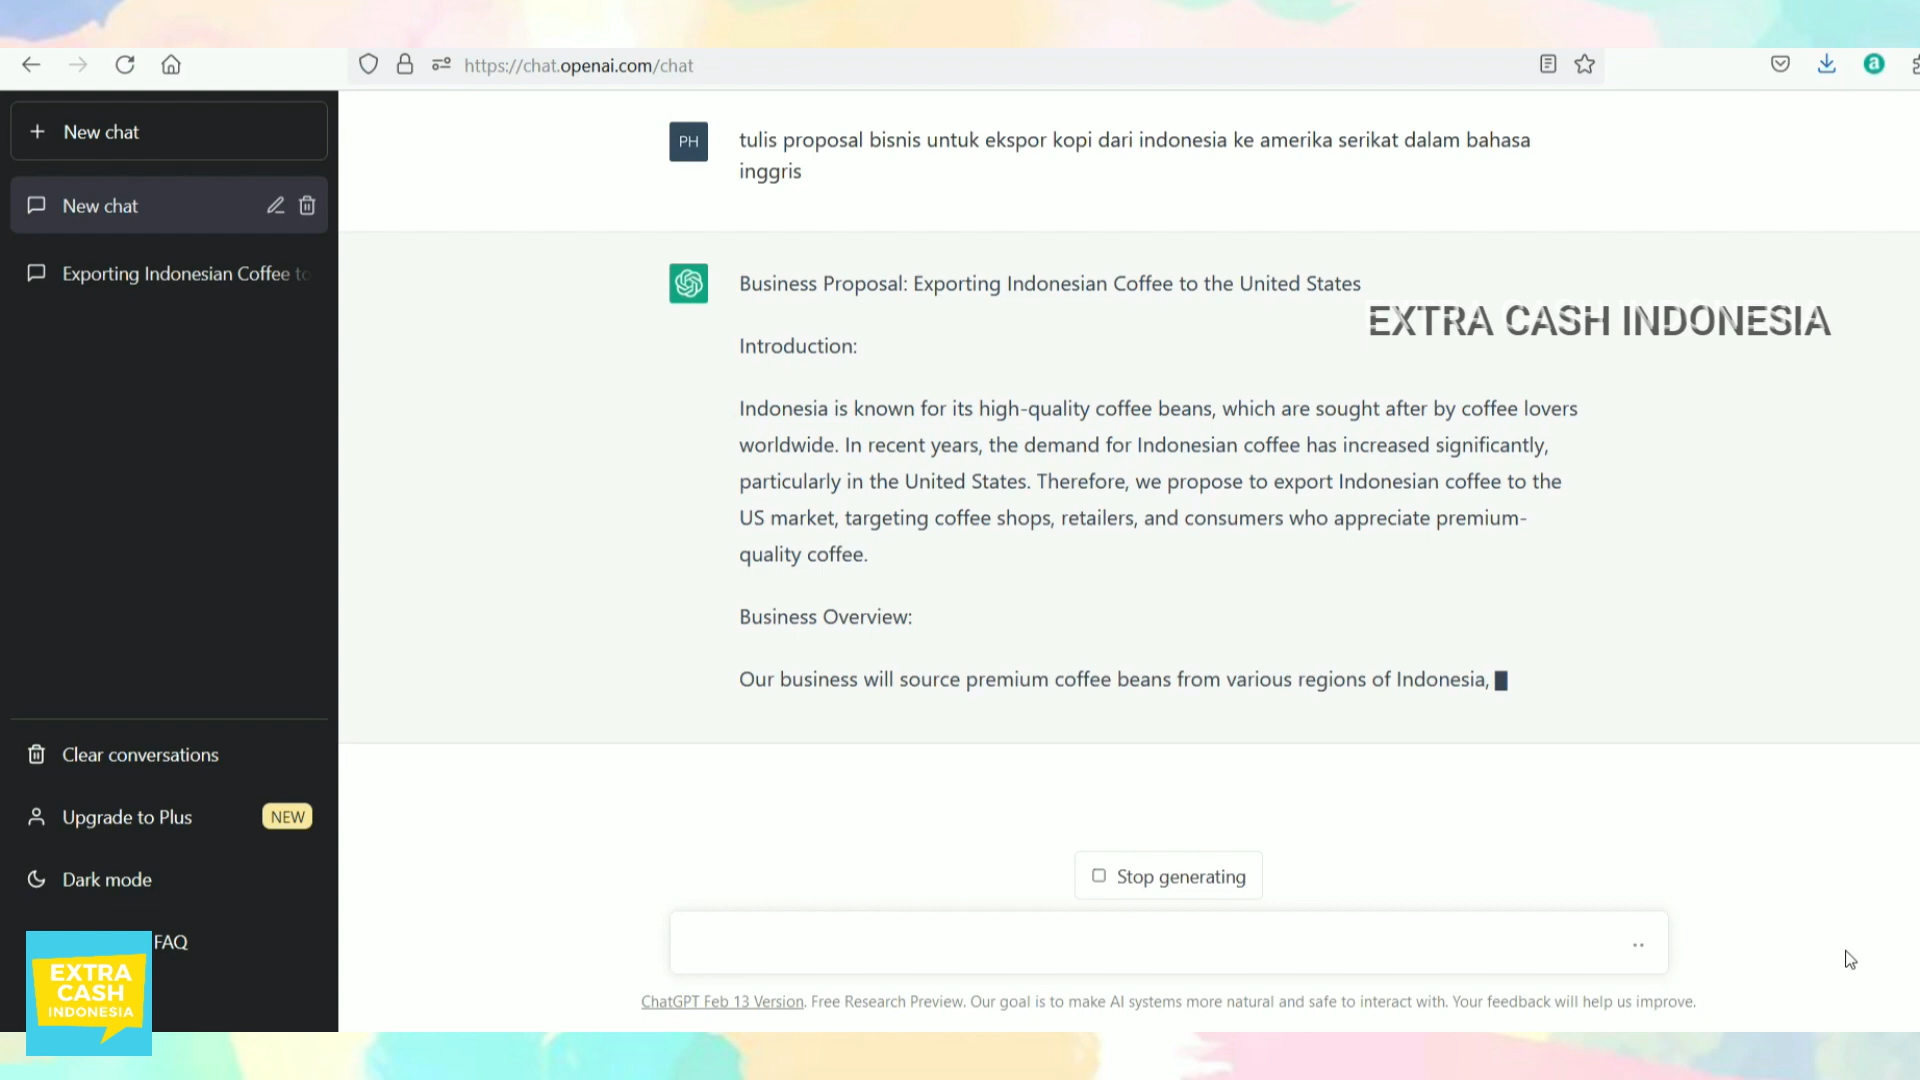 https://chat.openai.com/chat
a
New chat
New chat
Exporting Indonesian Coffee to
PH
tulis proposal bisnis untuk ekspor kopi dari indonesia ke amerika serikat dalam bahasa
inggris
Business Proposal: Exporting Indonesian Coffee to the United States
EXTRA CASH INDONESIA
Introduction:
Indonesia is known for its high-quality coffee beans, which are sought after by coffee lovers
worldwide. In recent years, the demand for Indonesian coffee has increased significantly,
particularly in the United States. Therefore, we propose to export Indonesian coffee to the
US market, targeting coffee shops, retailers, and consumers who appreciate premium-
quality coffee.
Business Overview:
Our business will source premium coffee beans from various regions of Indonesia,
Clear conversations
Upgrade to Plus NEW
Dark mode
FAQ
EXTRA
CASH
INDONESIA
Stop generating
ChatGPT Feb 13 Version. Free Research Preview. Our goal is to make AI systems more natural and safe to interact with. Your feedback will help us improve.